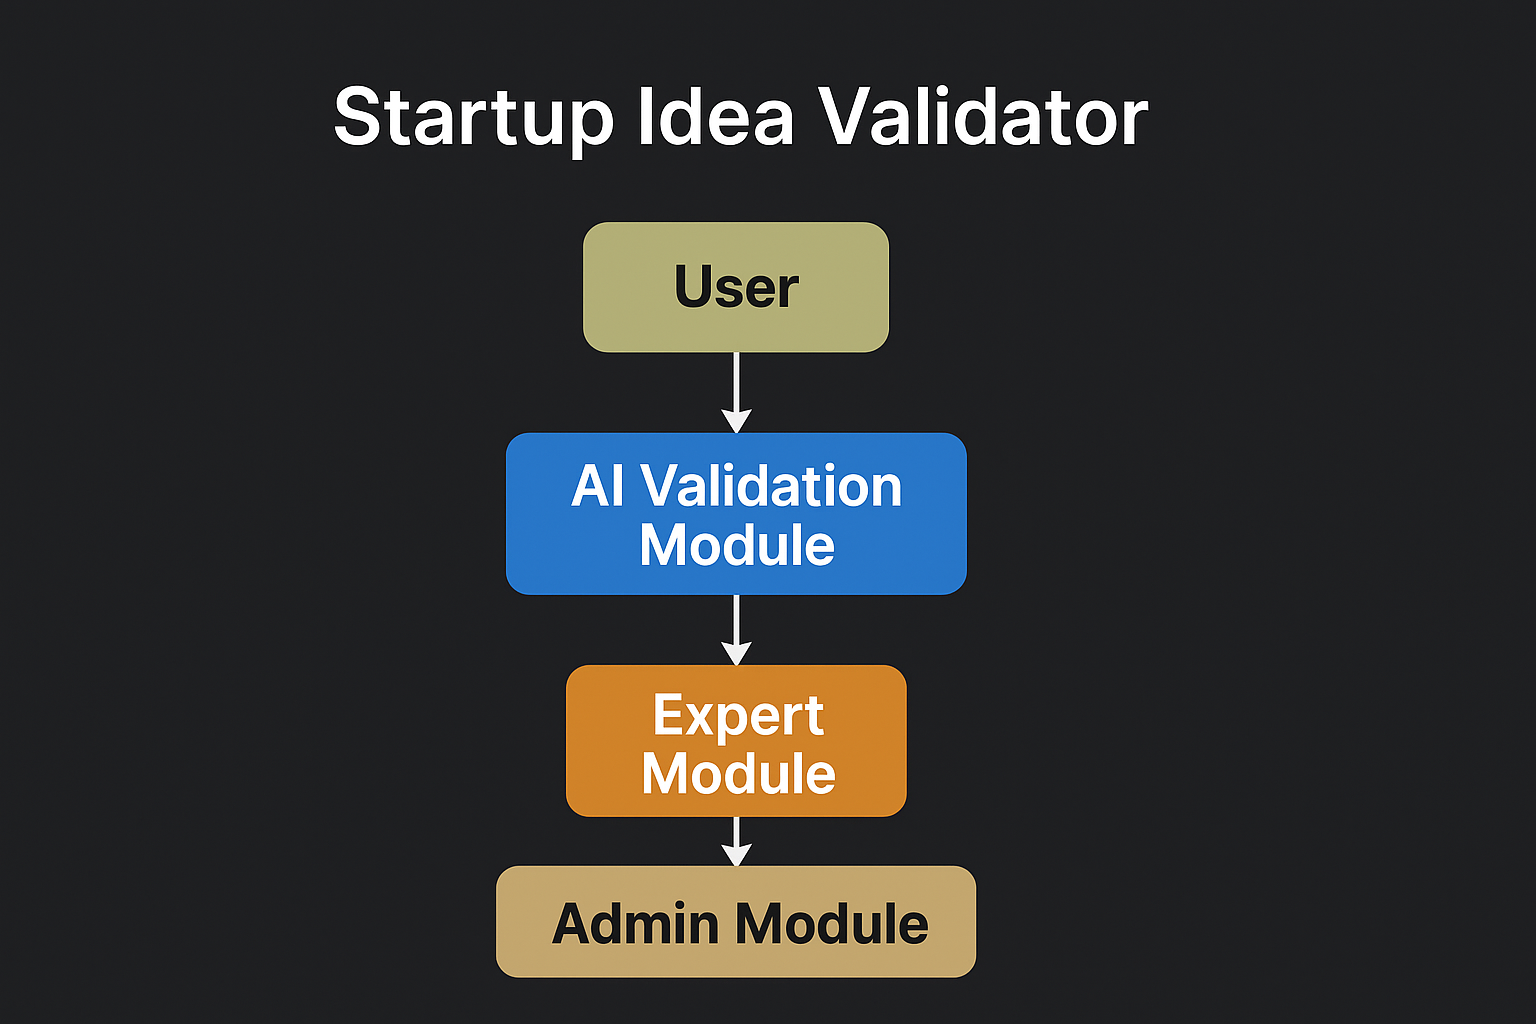 Startup Idea Validator
User
AI Validation
Module
Expert
Module
Admin Module